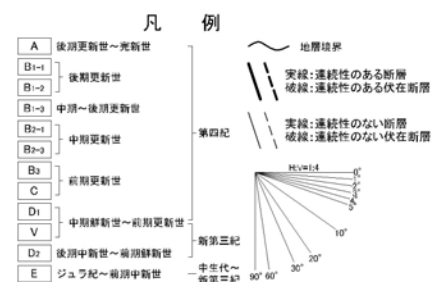 凡 例
A 後期更新世～完新世
B1-1
後期更新世
B1-2
B1-3 中期～後期更新世
B2-1
中期更新世
B2-3
B3
前期更新世
C
D1
中期鮮新世～前期更新世
V
D2 後期中新世～前期鮮新世
E ジュラ紀～前期中新世
第四紀
新第三紀
中生代～
新第三紀
地層境界
実線：連続性のある断層
破線：連続性のある伏在断層
実線：連続性のない断層
破線：連続性のない伏在断層
H:V=1:4
0°
1°
2°
3°
4°
5°
10°
20°
30°
60°
90°